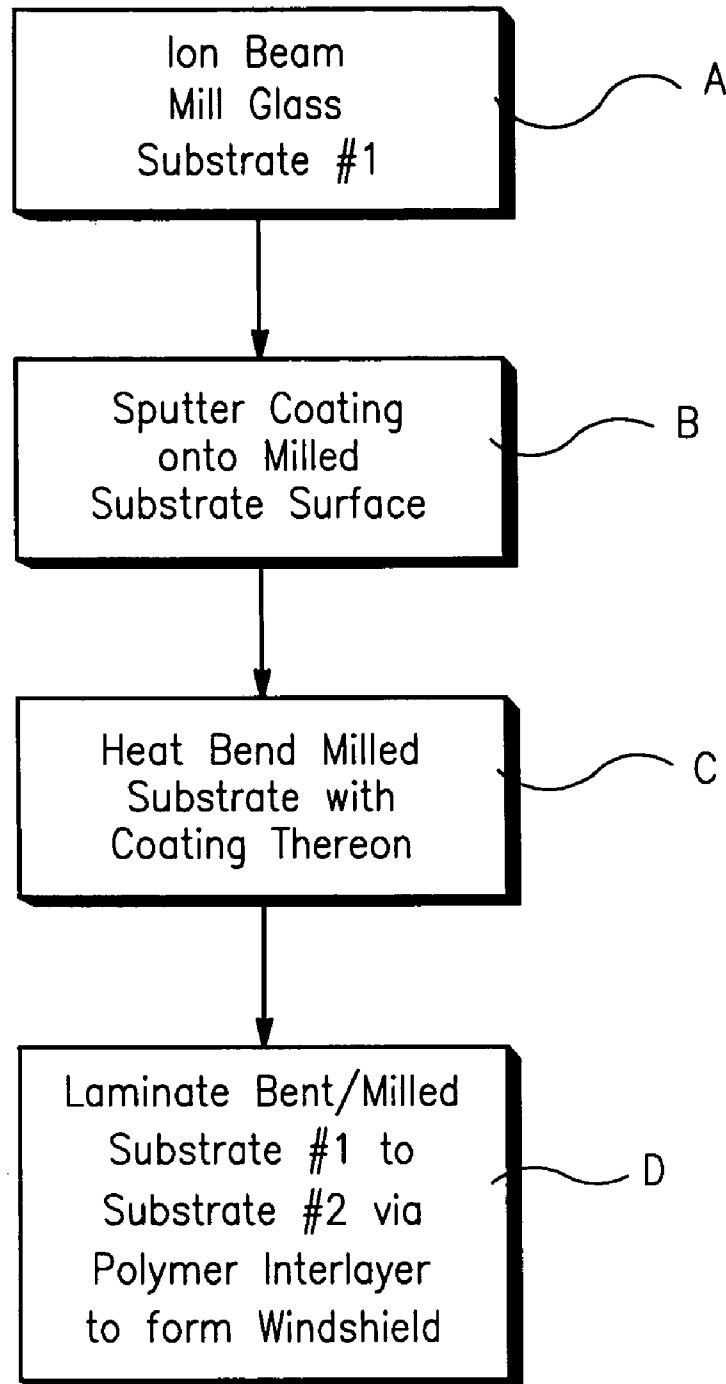 Ion Beam
Mill Glass
Substrate #1
A
Sputter Coating
onto Milled
Substrate Surface
B
Heat Bend Milled
Substrate with
Coating Thereon
C
Laminate Bent/Milled
Substrate #1 to
Substrate #2 via
Polymer Interlayer
to form Windshield
D